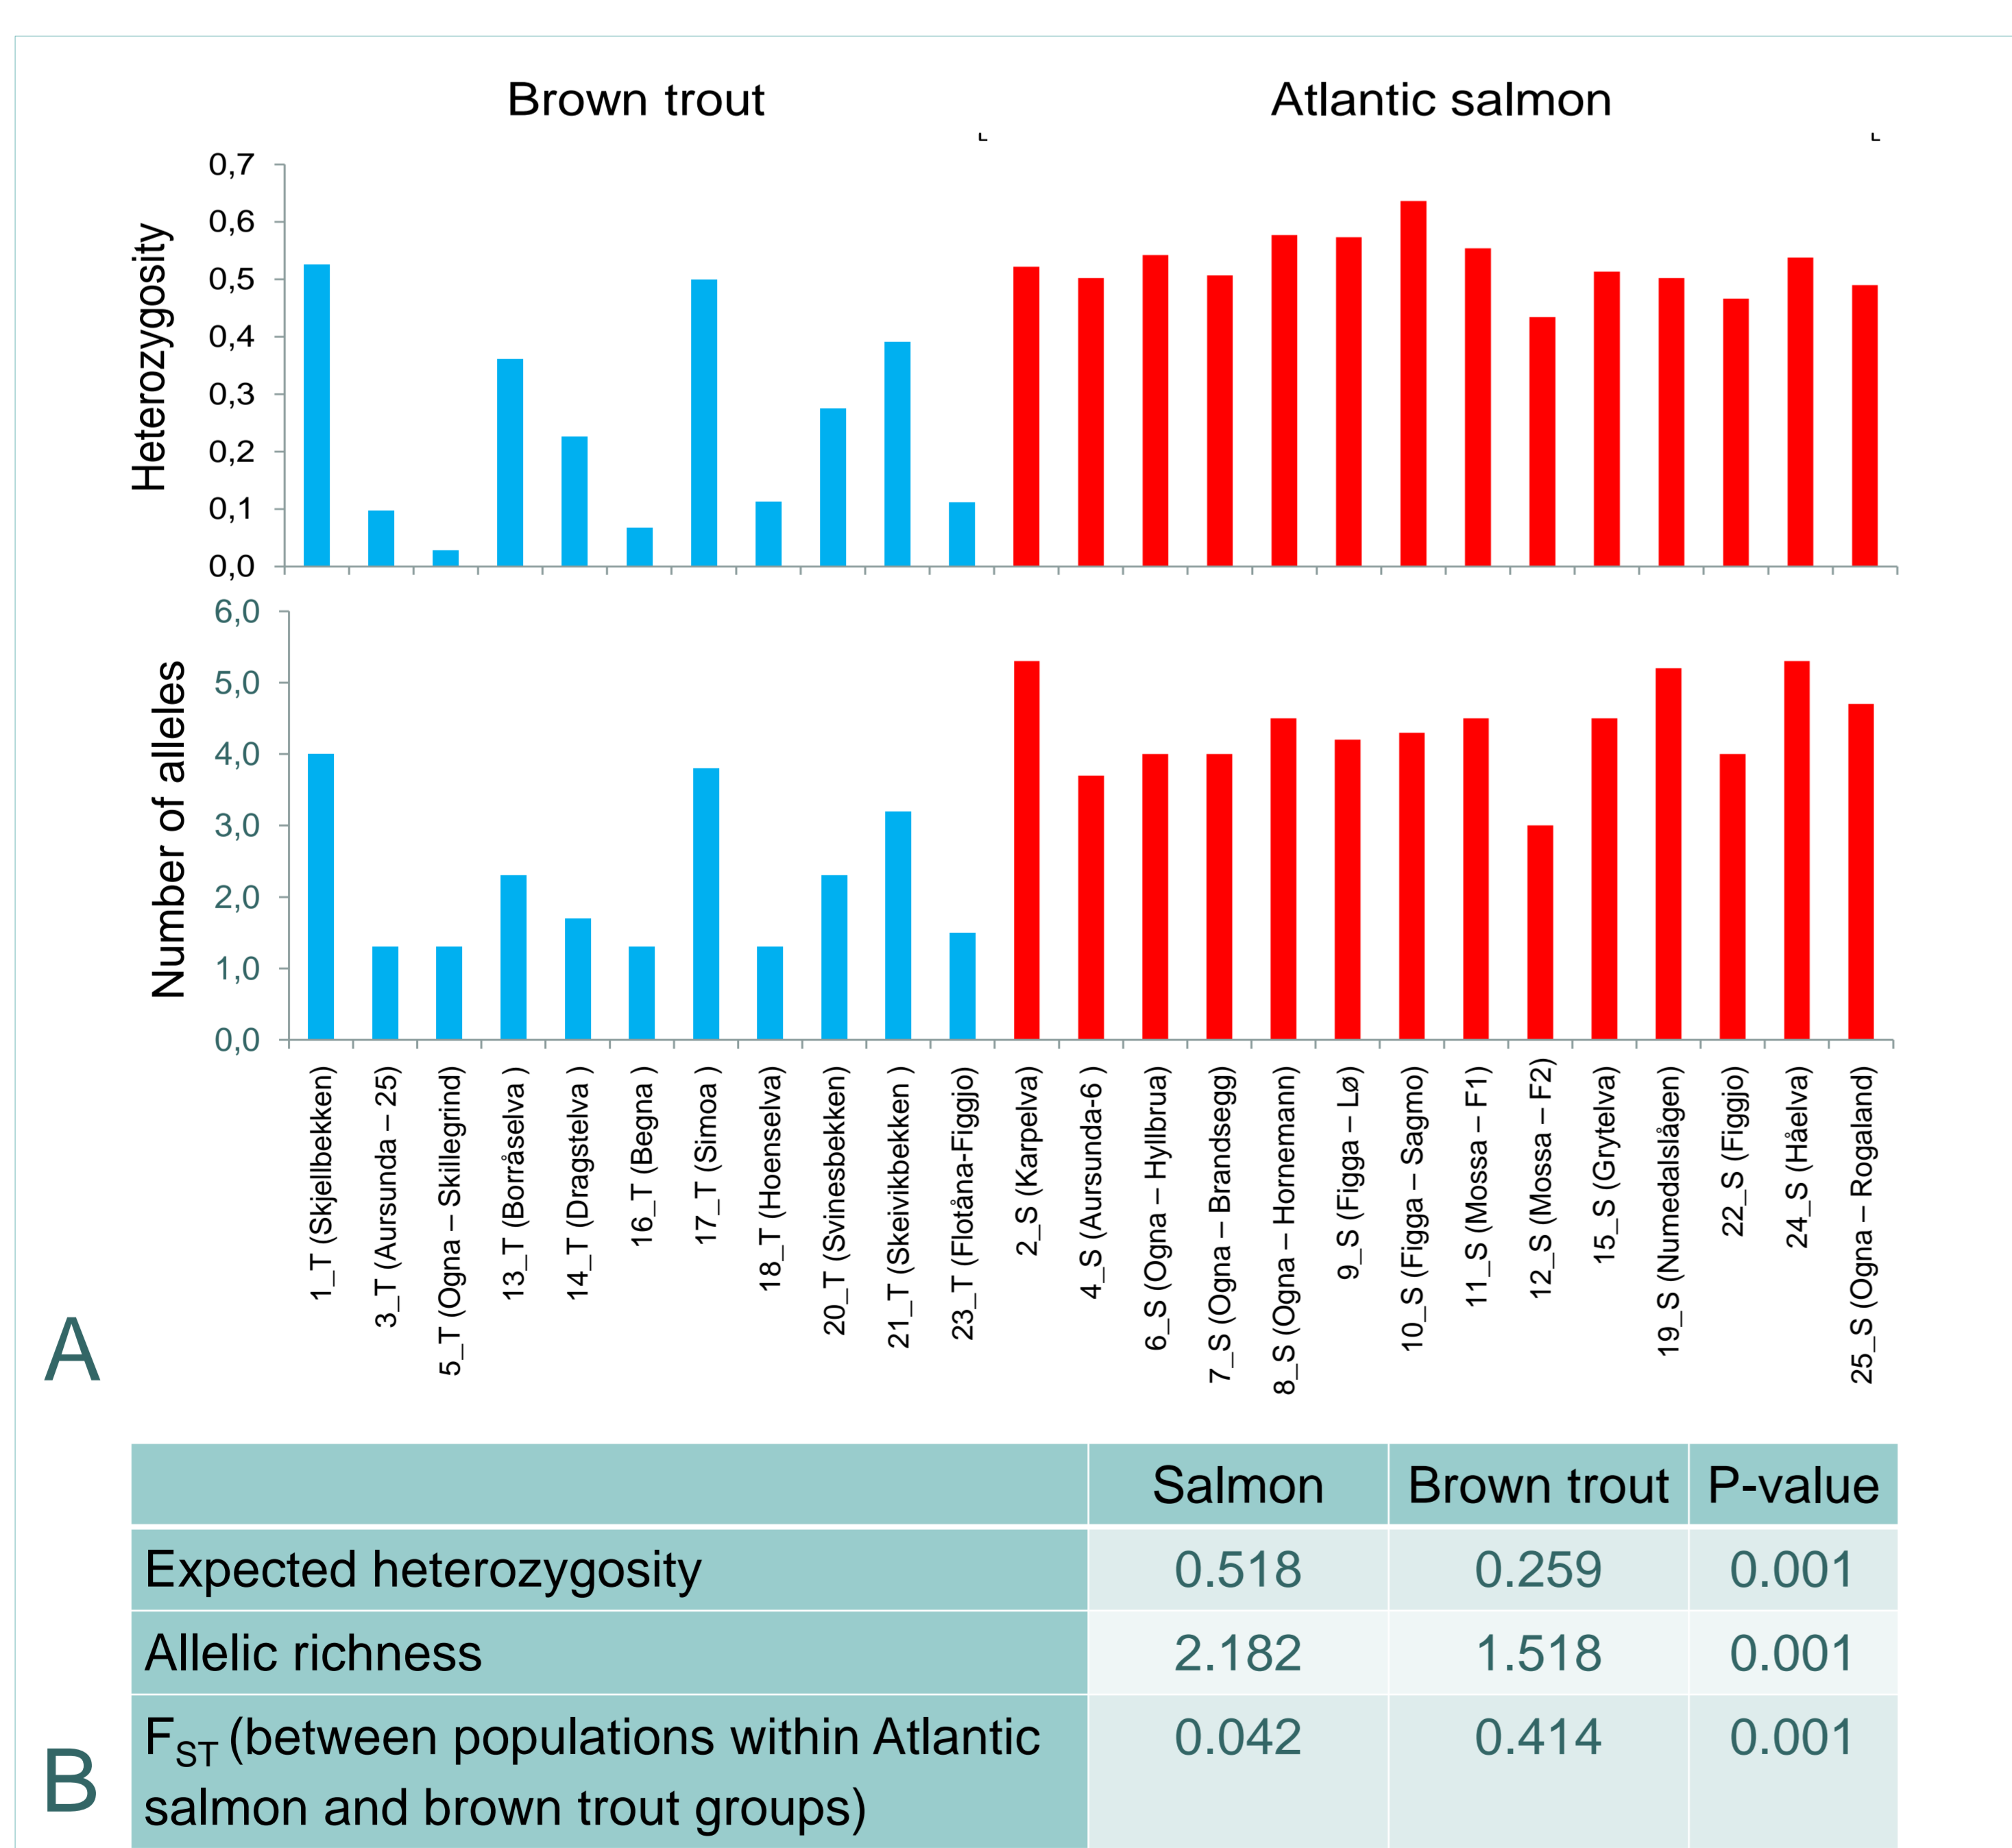 Brown trout
Atlantic salmon
Heterozygosity
0,7
0,6
0,5
0,4
0,3
0,2
0,1
0,0
Number of alleles
6,0
5,0
4,0
3,0
2,0
1,0
0,0
1_T (Skjellbekken)
3_T (Aursunda – 25)
5_T (Ogna – Skillegrind)
13_T (Borråselva )
14_T (Dragstelva )
16_T (Begna )
17_T (Simoa )
18_T (Hoenselva)
20_T (Svinesbekken)
21_T (Skeivikbekken )
23_T (Flotåna-Figgjo)
2_S (Karpelva)
4_S (Aursunda-6 )
6_S (Ogna – Hyllbrua)
7_S (Ogna – Brandsegg)
8_S (Ogna – Hornemann)
9_S (Figga – Lø)
10_S (Figga – Sagmo)
11_S (Mossa – F1)
12_S (Mossa – F2)
15_S (Grytelva)
19_S (Numedalslågen)
22_S (Figgjo)
24_S (Håelva)
25_S (Ogna – Rogaland)
A
Salmon Brown trout P-value
Expected heterozygosity 0.518 0.259 0.001
Allelic richness 2.182 1.518 0.001
FST (between populations within Atlantic 0.042 0.414 0.001
salmon and brown trout groups)
B